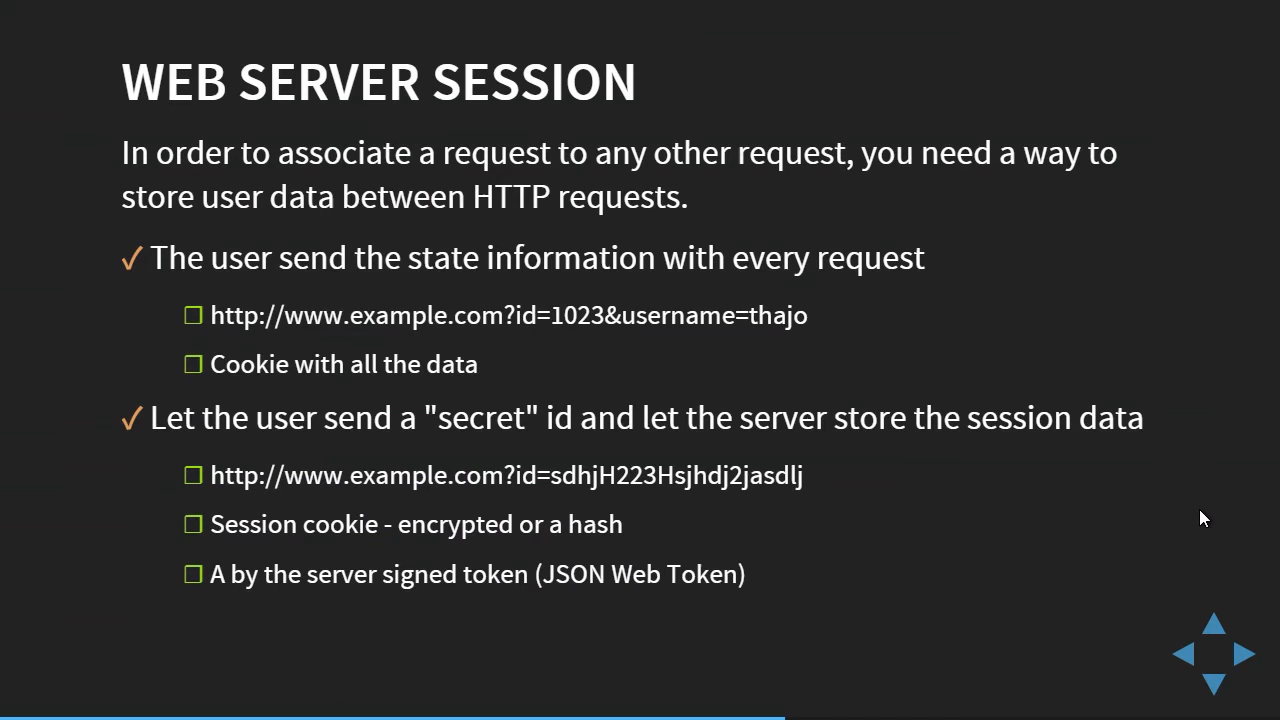 WEB SERVER SESSION
In order to associate a request to any other request, you need a way to
store user data between HTTP requests.
✓ The user send the state information with every request
❒ http://www.example.com?id=1023&username=thajo
❒ Cookie with all the data
✓ Let the user send a "secret" id and let the server store the session data
❒ http://www.example.com?id=sdhjH223Hsjhdj2jasdlj
❒ Session cookie - encrypted or a hash
❒ A by the server signed token (JSON Web Token)